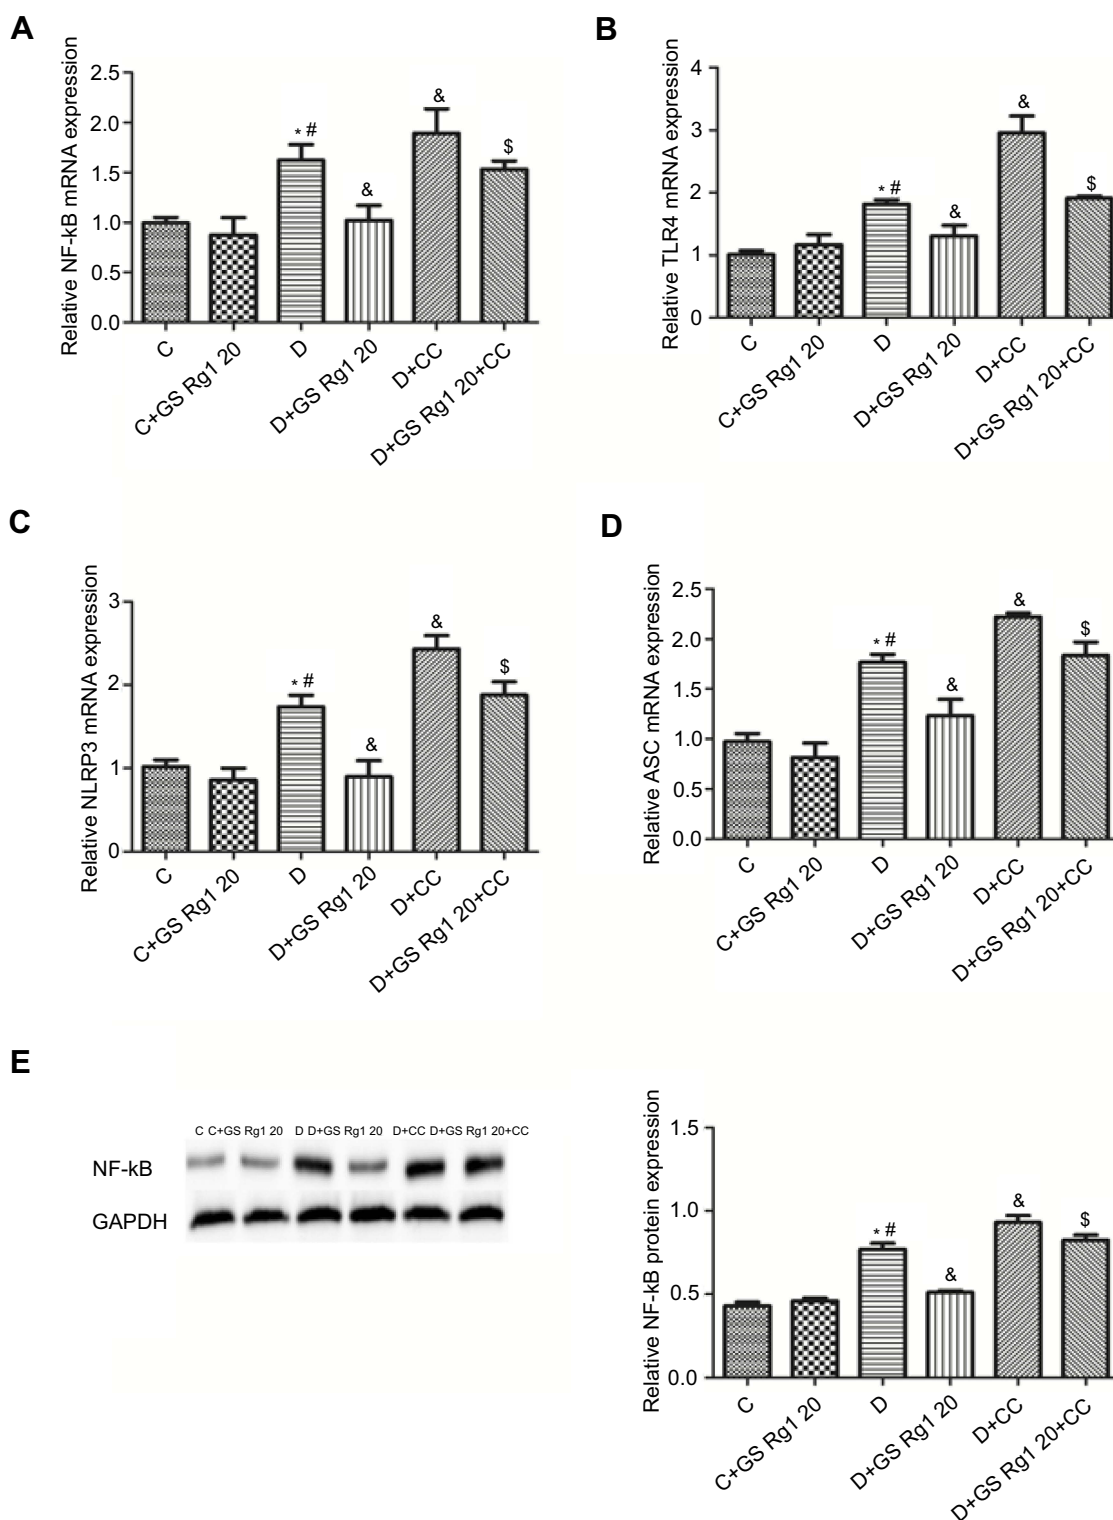 A
Relative NF-kB mRNA expression
2.5
2.0
1.5
1.0
0.5
0.0
* #
&
&
$
C
C+GS Rg1 20
D
D+GS Rg1 20
D+CC
D+GS Rg1 20+CC
B
Relative TLR4 mRNA expression
4
3
2
1
0
* #
&
&
$
C
C+GS Rg1 20
D
D+GS Rg1 20
D+CC
D+GS Rg1 20+CC
C
Relative NLRP3 mRNA expression
3
2
1
0
* #
&
&
$
C
C+GS Rg1 20
D
D+GS Rg1 20
D+CC
D+GS Rg1 20+CC
D
Relative ASC mRNA expression
2.5
2.0
1.5
1.0
0.5
0.0
* #
&
&
$
C
C+GS Rg1 20
D
D+GS Rg1 20
D+CC
D+GS Rg1 20+CC
E
C C+GS Rg1 20 D D+GS Rg1 20 D+CC D+GS Rg1 20+CC
NF-kB
GAPDH
Relative NF-kB protein expression
1.5
1.0
0.5
0.0
* #
&
&
$
C
C+GS Rg1 20
D
D+GS Rg1 20
D+CC
D+GS Rg1 20+CC